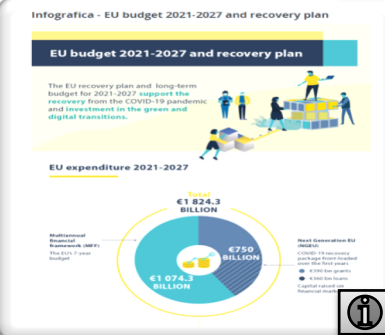 Infografica - EU budget 2021-2027 and recovery plan
EU budget 2021-2027 and recovery plan
The EU recovery plan and long-term
budget for 2021-2027 support the
recovery from the COVID-19 pandemic
and investment in the green and
digital transitions.
EU expenditure 2021-2027
Total
€1 824.3
BILLION
Multiannual
financial
framework (MFF)
The EU's 7-year
budget
€750
BILLION
€1 074.3
BILLION
Next Generation EU
(NGEU)
COVID-19 recovery
package front-loaded
over the first years
€390 bn grants
€360 bn loans
Capital raised on
financial